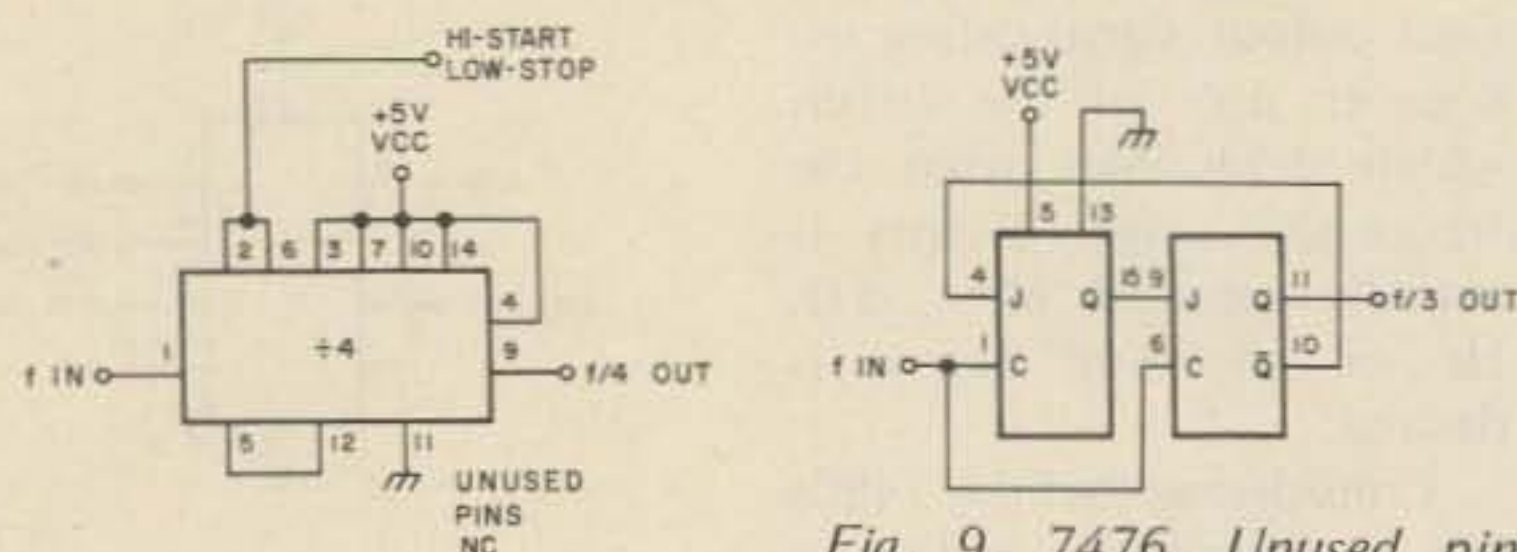 HI-START
LOW-STOP
+5V
VCC
2 6 3 7 10 14
4
1
÷4
9
f IN
f/4 OUT
5 12 11
UNUSED
PINS
NC
+5V
VCC
5 13
4 J Q 15 9 J Q 11
f/3 OUT
f IN
1 C 6 C Q̄ 10
Fig. 9. 7476. Unused pin